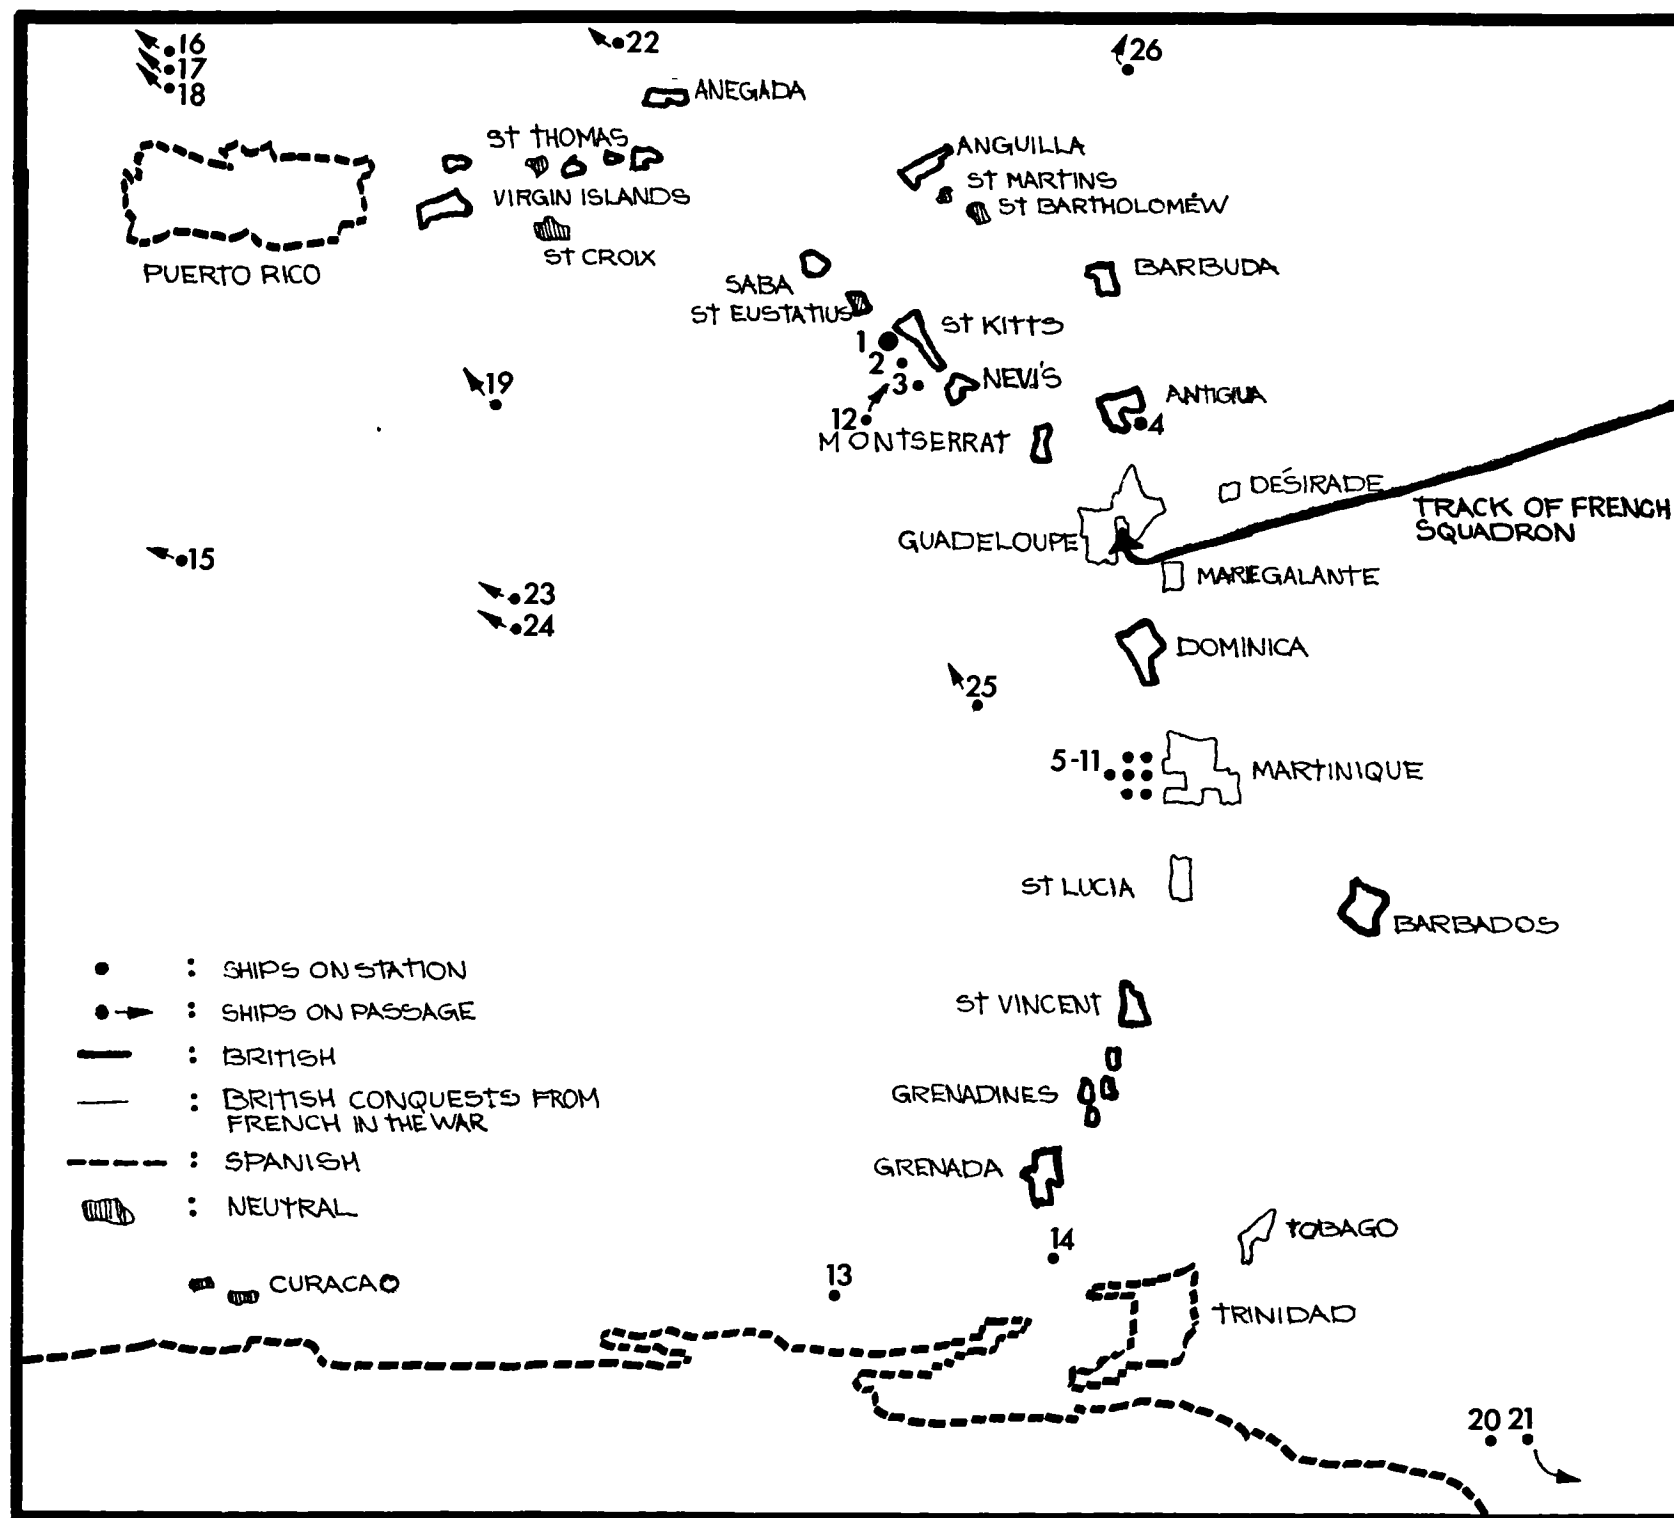 16
17
18
22
26
ANEGADA
ST THOMAS
VIRGIN ISLANDS
ST CROIX
PUERTO RICO
ANGUILLA
ST MARTINS
ST BARTHOLOMÉW
SABA
ST EUSTATIUS
BARBUDA
ST KITTS
1
2
3
NEVIS
12
19
ANTIGUA
4
MONTSERRAT
DÉSIRADE
TRACK OF FRENCH
SQUADRON
GUADELOUPE
MARIEGALANTE
15
23
24
DOMINICA
25
5-11
MARTINIQUE
ST LUCIA
BARBADOS
ST VINCENT
GRENADINES
GRENADA
14
13
TOBAGO
TRINIDAD
20 21
: SHIPS ON STATION
: SHIPS ON PASSAGE
: BRITISH
: BRITISH CONQUESTS FROM
FRENCH IN THE WAR
: SPANISH
: NEUTRAL
CURACAO